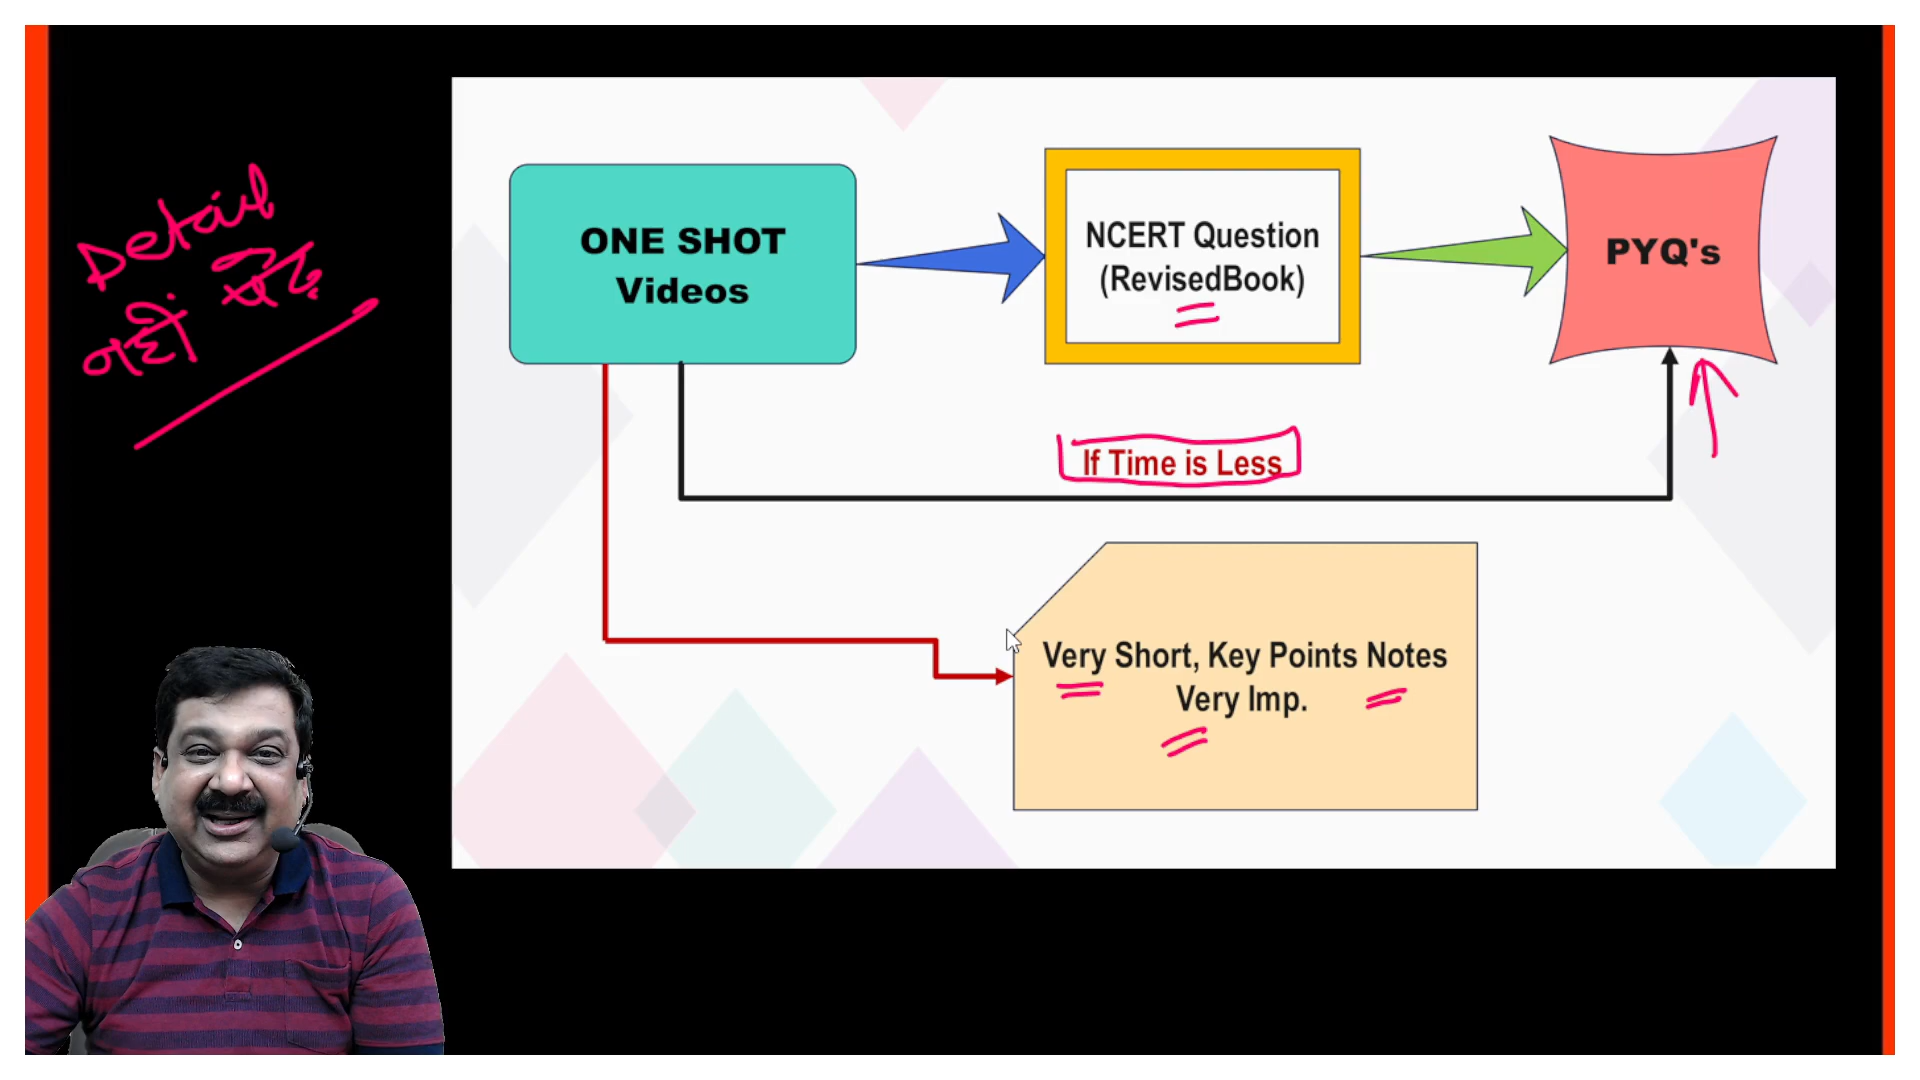 Detail
नहीं
ONE SHOT
Videos
NCERT Question
(RevisedBook)
PYQ's
If Time is Less
Very Short, Key Points Notes
Very Imp.